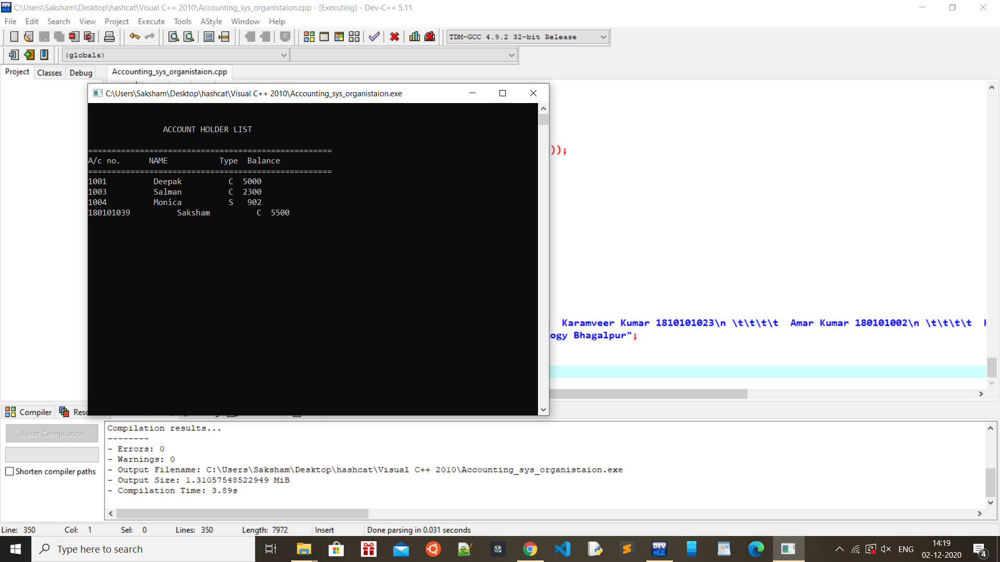 C:\Users\Saksham\Desktop\hashcat\Visual C++ 2010\Accounting_sys_organistaion.cpp - [Executing] - Dev-C++ 5.11
File Edit Search View Project Execute Tools AStyle Window Help
TDM-GCC 4.9.2 32-bit Release
(globals)
Project Classes Debug Accounting_sys_organistaion.cpp
C:\Users\Saksham\Desktop\hashcat\Visual C++ 2010\Accounting_sys_organistaion.exe
ACCOUNT HOLDER LIST
====================================================
A/c no. NAME Type Balance
====================================================
1001 Deepak C 5000
1003 Salman C 2300
1004 Monica S 902
180101039 Saksham C 5500
));
Karamveer Kumar 1810101023\n \t\t\t\t Amar Kumar 180101002\n \t\t\t\t
ogy Bhagalpur";
Compiler
Abort Compilation
Shorten compiler paths
Compilation results...
--------
- Errors: 0
- Warnings: 0
- Output Filename: C:\Users\Saksham\Desktop\hashcat\Visual C++ 2010\Accounting_sys_organistaion.exe
- Output Size: 1.31057548522949 MiB
- Compilation Time: 3.89s
Line: 350 Col: 1 Sel: 0 Lines: 350 Length: 7972 Insert Done parsing in 0.031 seconds
Type here to search
DEV
ENG
14:19
02-12-2020
4